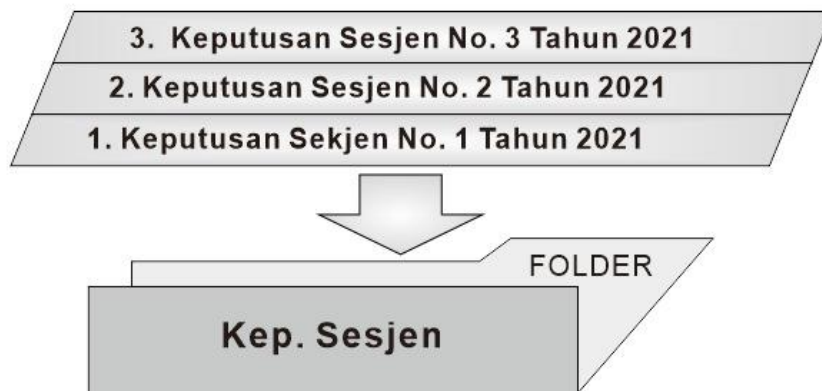 3. Keputusan Sesjen No. 3 Tahun 2021
2. Keputusan Sesjen No. 2 Tahun 2021
1. Keputusan Sekjen No. 1 Tahun 2021
FOLDER
Kep. Sesjen